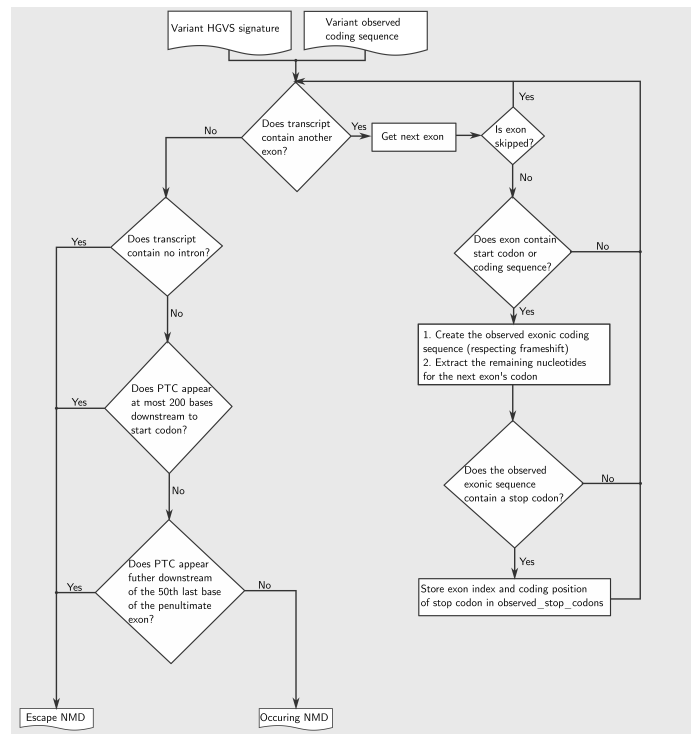 Variant HGVS signature
Variant observed
coding sequence
Does transcript
contain another
exon?
Yes
Get next exon
Is exon
skipped?
Yes
No
No
Does transcript
contain no intron?
Yes
No
Does exon contain
start codon or
coding sequence?
No
Yes
1. Create the observed exonic coding
sequence (respecting frameshift)
2. Extract the remaining nucleotides
for the next exon's codon
Does PTC appear
at most 200 bases
downstream to
start codon?
Yes
No
Does the observed
exonic sequence
contain a stop codon?
No
Yes
Does PTC appear
futher downstream
of the 50th last base
of the penultimate
exon?
Yes
No
Store exon index and coding position
of stop codon in observed_stop_codons
Escape NMD
Occuring NMD